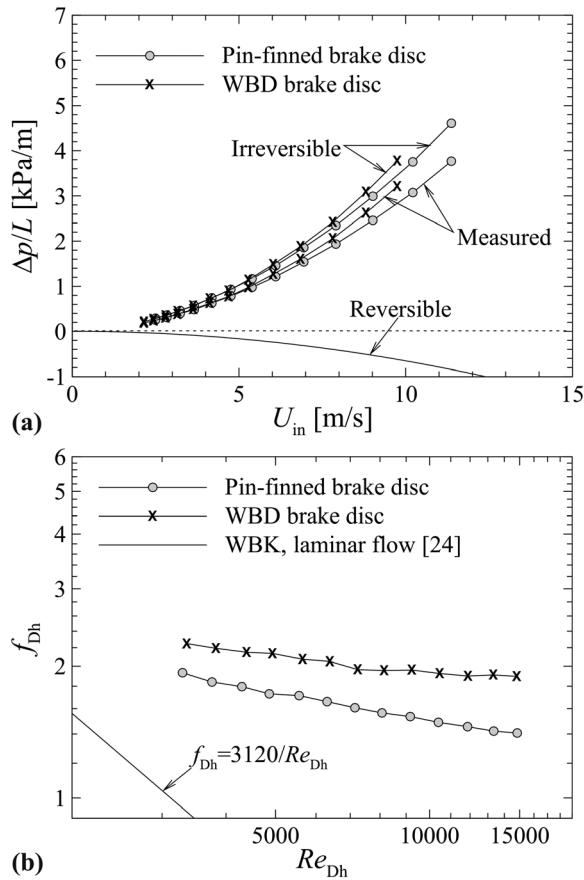 7
6
5
4
3
2
1
0
-1
Δp/L [kPa/m]
Pin-finned brake disc
WBD brake disc
Irreversible
Measured
Reversible
0 5 10 15
U_in [m/s]
(a)
6
5
4
3
2
1
f_Dh
Pin-finned brake disc
WBD brake disc
WBK, laminar flow [24]
f_Dh=3120/Re_Dh
5000 10000 15000
Re_Dh
(b)